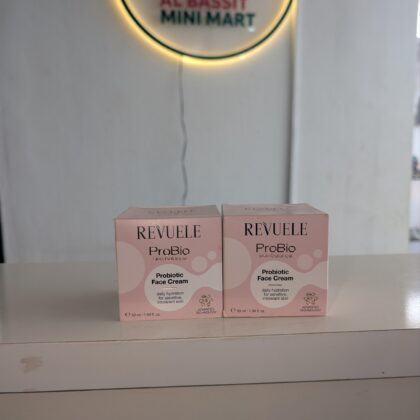 AL BASSIT
MINI MART
REVUELE
ProBio
Probiotic
Face Cream
daily hydration
for sensitive,
intolerant skin
REVUELE
ProBio
Probiotic
Face Cream
daily hydration
for sensitive,
intolerant skin